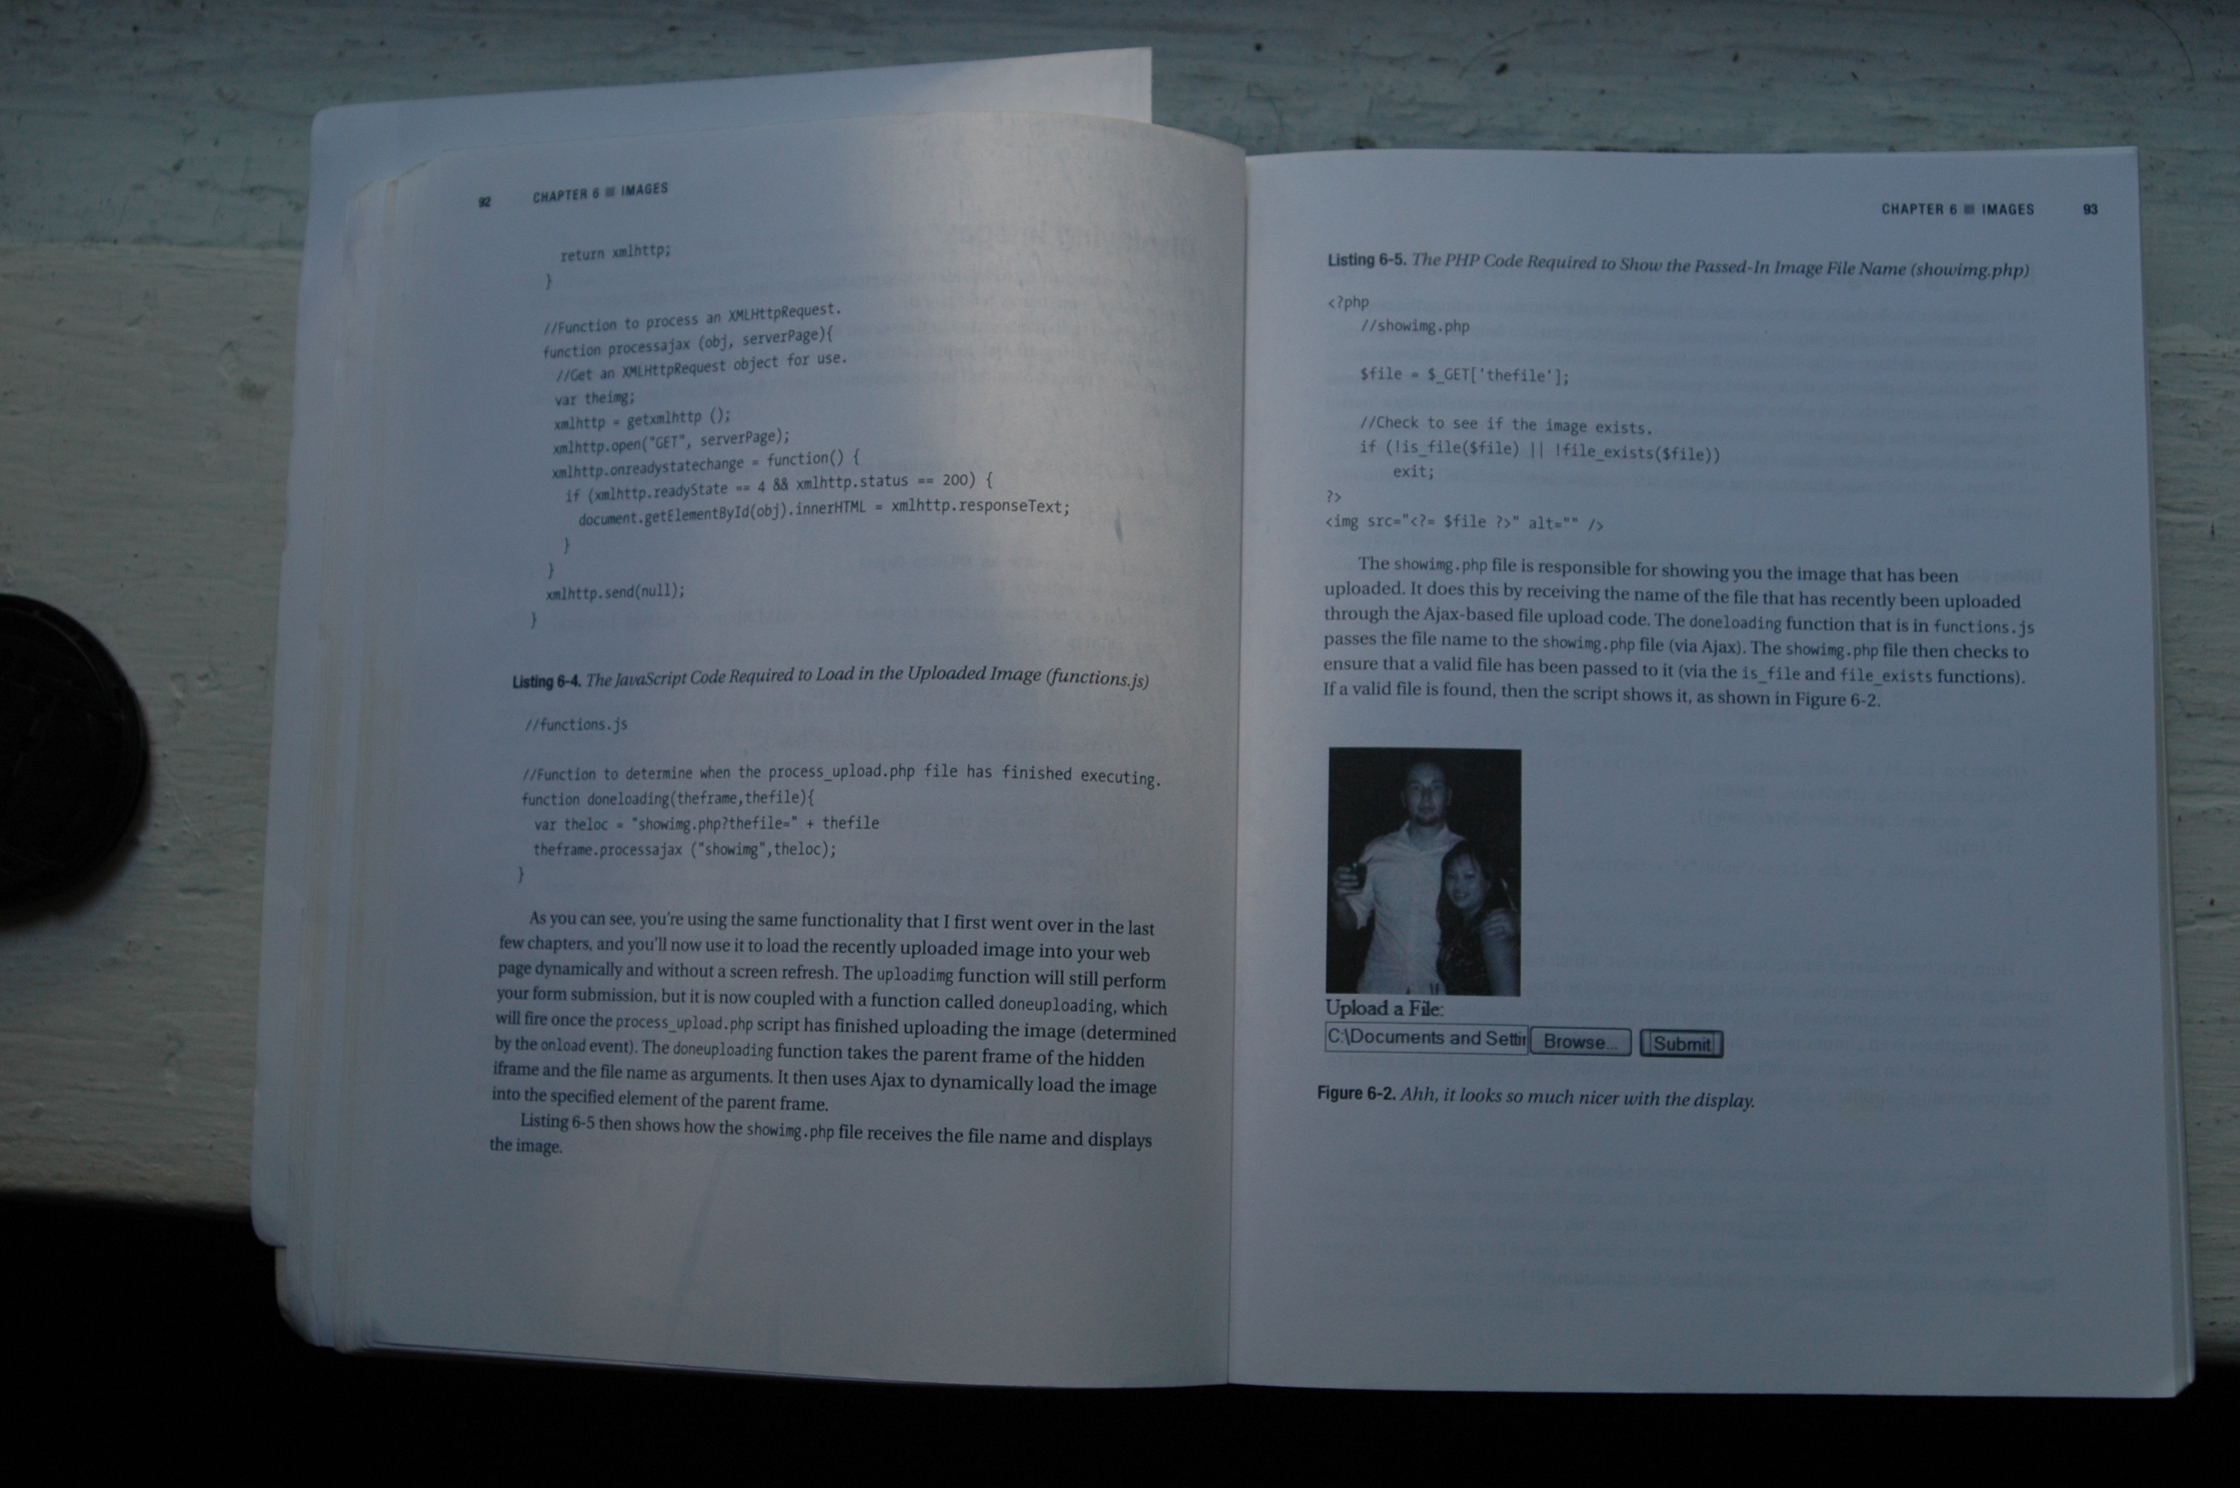 92 CHAPTER 6 ■ IMAGES
return xmlhttp;
}
//Function to process an XMLHttpRequest.
function processajax (obj, serverPage){
//Get an XMLHttpRequest object for use.
var theimg;
xmlhttp = getxmlhttp ();
xmlhttp.open("GET", serverPage);
xmlhttp.onreadystatechange = function() {
if (xmlhttp.readyState == 4 && xmlhttp.status == 200) {
document.getElementById(obj).innerHTML = xmlhttp.responseText;
}
}
xmlhttp.send(null);
}
Listing 6-4. The JavaScript Code Required to Load in the Uploaded Image (functions.js)
//functions.js
//Function to determine when the process_upload.php file has finished executing.
function doneloading(theframe,thefile){
var theloc = "showimg.php?thefile=" + thefile
theframe.processajax ("showimg",theloc);
}
As you can see, you're using the same functionality that I first went over in the last
few chapters, and you'll now use it to load the recently uploaded image into your web
page dynamically and without a screen refresh. The uploadimg function will still perform
your form submission, but it is now coupled with a function called doneuploading, which
will fire once the process_upload.php script has finished uploading the image (determined
by the onload event). The doneuploading function takes the parent frame of the hidden
iframe and the file name as arguments. It then uses Ajax to dynamically load the image
into the specified element of the parent frame.
Listing 6-5 then shows how the showimg.php file receives the file name and displays
the image.
CHAPTER 6 ■ IMAGES 93
Listing 6-5. The PHP Code Required to Show the Passed-In Image File Name (showimg.php)
<?php
//showimg.php
$file = $_GET['thefile'];
//Check to see if the image exists.
if (!is_file($file) || !file_exists($file))
exit;
?>
<img src="<?= $file ?>" alt="" />
The showimg.php file is responsible for showing you the image that has been
uploaded. It does this by receiving the name of the file that has recently been uploaded
through the Ajax-based file upload code. The doneloading function that is in functions.js
passes the file name to the showimg.php file (via Ajax). The showimg.php file then checks to
ensure that a valid file has been passed to it (via the is_file and file_exists functions).
If a valid file is found, then the script shows it, as shown in Figure 6-2.
Upload a File:
C:\Documents and Settin Browse... Submit
Figure 6-2. Ahh, it looks so much nicer with the display.